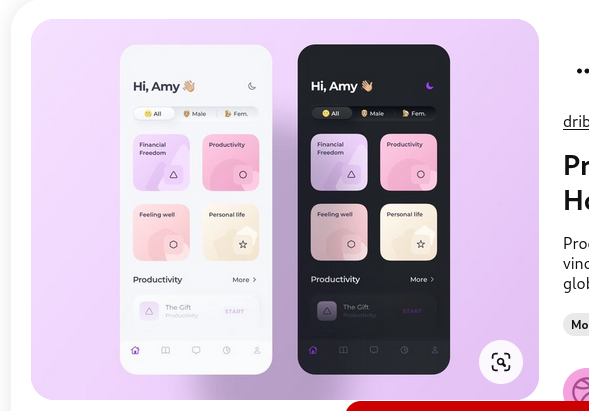 Hi, Amy 👋🏼
😶 All 👨 Male 👩 Fem.
Financial
Freedom
Productivity
Feeling well
Personal life
Productivity More >
The Gift
Productivity
START
Hi, Amy 👋🏼
😶 All 👨 Male 👩 Fem.
Financial
Freedom
Productivity
Feeling well
Personal life
Productivity More >
The Gift
Productivity
START
drib
Pr
Ho
Proc
vinc
glob
Mo